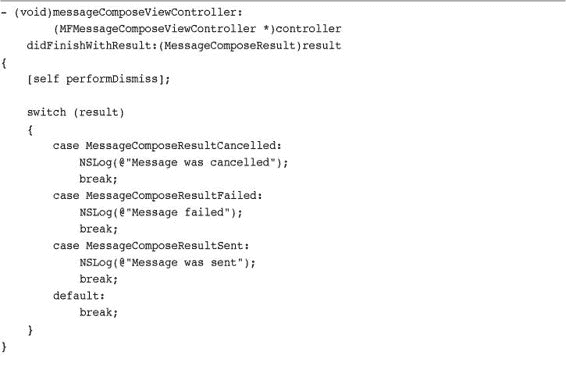 - (void)messageComposeViewController:
        (MFMessageComposeViewController *)controller
    didFinishWithResult:(MessageComposeResult)result
{
    [self performDismiss];

    switch (result)
    {
        case MessageComposeResultCancelled:
            NSLog(@"Message was cancelled");
            break;
        case MessageComposeResultFailed:
            NSLog(@"Message failed");
            break;
        case MessageComposeResultSent:
            NSLog(@"Message was sent");
            break;
        default:
            break;
    }
}